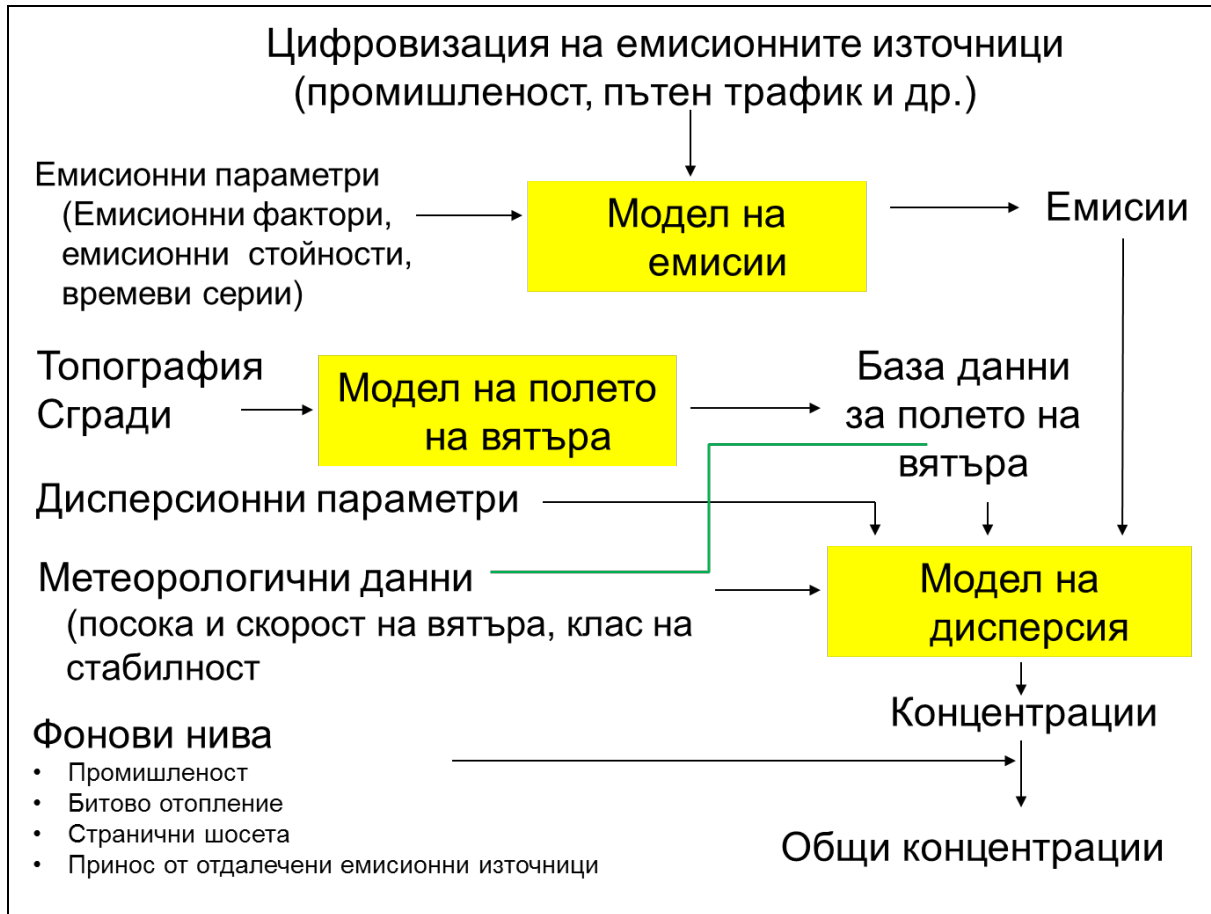 Цифровизация на емисионните източници
(промишленост, пътен трафик и др.)
Емисионни параметри
(Емисионни фактори,
емисионни стойности,
времеви серии)
Модел на
емисии
Емисии
Топография
Сгради
Модел на полето
на вятъра
База данни
за полето на
вятъра
Дисперсионни параметри
Метеорологични данни
(посока и скорост на вятъра, клас на
стабилност
Модел на
дисперсия
Концентрации
Фонови нива
• Промишленост
• Битово отопление
• Странични шосета
• Принос от отдалечени емисионни източници
Общи концентрации